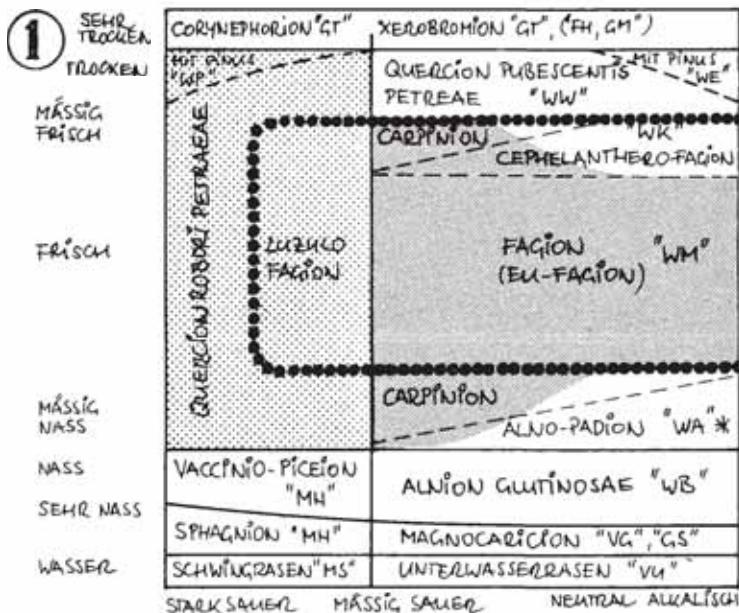 1
SEHR TROCKEN
CORYNEPHORION "GT"
XEROBROMION "GT", (FH, GM")
TROCKEN
MIT PINUS "WP"
QUERCION PUBESCENTIS PETREAE "WW"
MIT PINUS "WE"
MÄSSIG FRISCH
CARPINION
"WK"
CEPHELANTHERO-FAGION
QUERCION ROBORI PETRAEAE
FRISCH
LUZULO FAGION
FAGION "WM"
(EU-FAGION)
MÄSSIG NASS
CARPINION
ALNO-PADION "WA"*
NASS
VACCINIO-PICEION "MH"
ALNION GLUTINOSAE "WB"
SEHR NASS
SPHAGNION "MH"
MAGNOCARICION "VG", "GS"
WASSER
SCHWINGRASEN "MS"
UNTERWASSERRASEN "VU"
STARK SAUER MÄSSIG SAUER NEUTRAL ALKALISCH